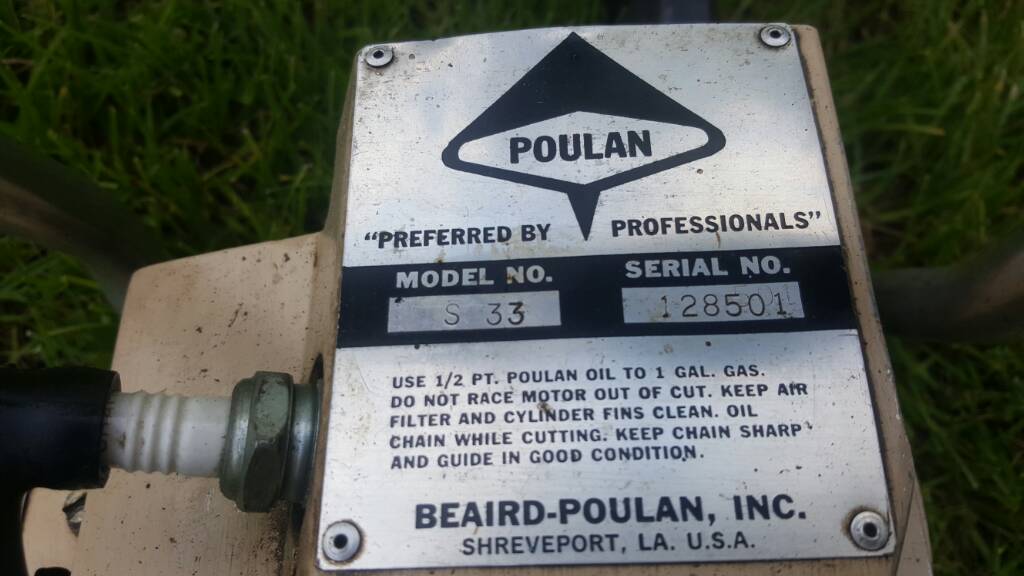 POULAN
"PREFERRED BY PROFESSIONALS"
MODEL NO. SERIAL NO.
S 33 128501
USE 1/2 PT. POULAN OIL TO 1 GAL. GAS.
DO NOT RACE MOTOR OUT OF CUT. KEEP AIR
FILTER AND CYLINDER FINS CLEAN. OIL
CHAIN WHILE CUTTING. KEEP CHAIN SHARP
AND GUIDE IN GOOD CONDITION.
BEAIRD-POULAN, INC.
SHREVEPORT, LA. U.S.A.